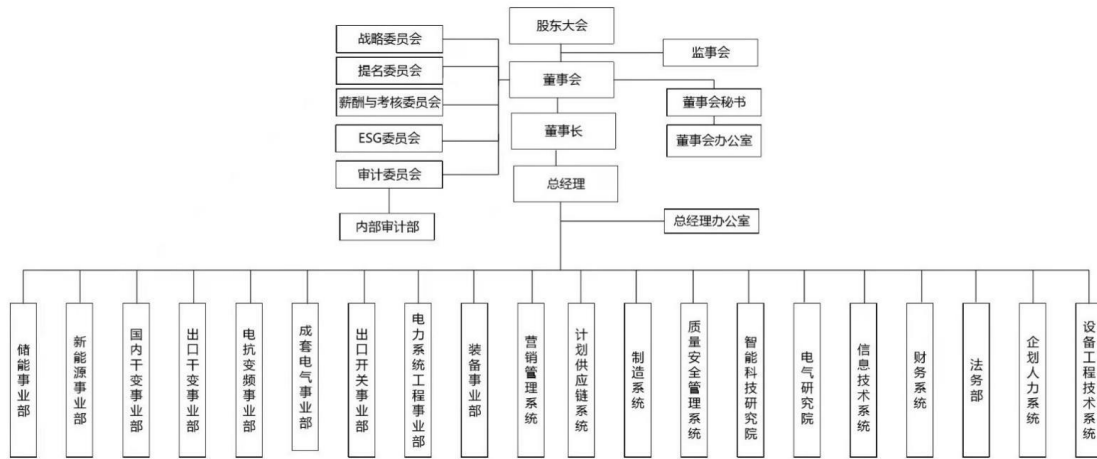 股东大会
战略委员会
监事会
提名委员会
董事会
薪酬与考核委员会
董事会秘书
ESG委员会
董事长
董事会办公室
审计委员会
总经理
内部审计部
总经理办公室
储能事业部
新能源事业部
国内干变事业部
出口干变事业部
电抗变频事业部
成套电气事业部
出口开关事业部
电力系统工程事业部
装备事业部
营销管理系统
计划供应链系统
制造系统
质量安全管理系统
智能科技研究院
电气研究院
信息技术系统
财务系统
法务部
企划人力系统
设备工程技术系统